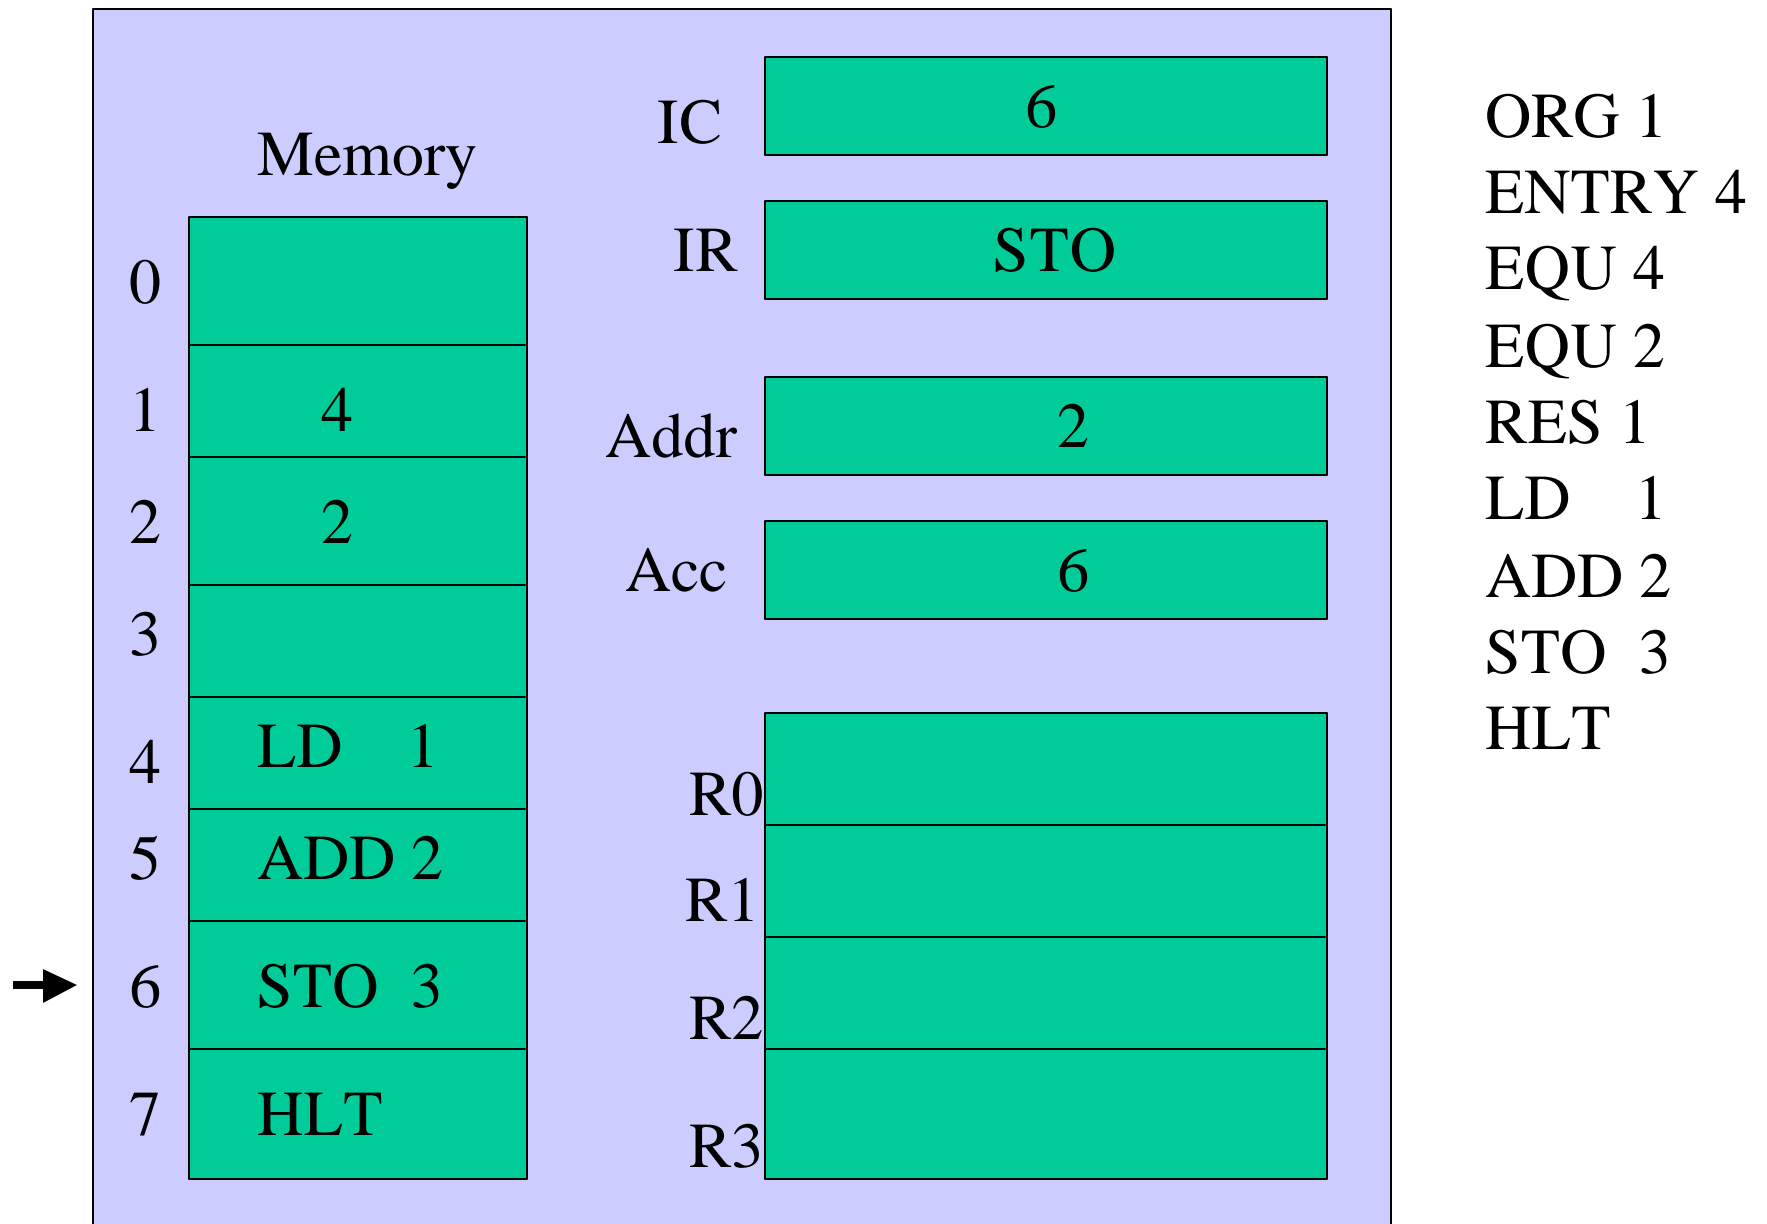 Memory
0
1 4
2 2
3
4 LD 1
5 ADD 2
6 STO 3
7 HLT
IC 6
IR STO
Addr 2
Acc 6
R0
R1
R2
R3
ORG 1
ENTRY 4
EQU 4
EQU 2
RES 1
LD 1
ADD 2
STO 3
HLT